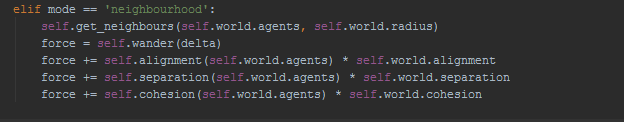 elif mode == 'neighbourhood':
    self.get_neighbours(self.world.agents, self.world.radius)
    force = self.wander(delta)
    force += self.alignment(self.world.agents) * self.world.alignment
    force += self.separation(self.world.agents) * self.world.separation
    force += self.cohesion(self.world.agents) * self.world.cohesion